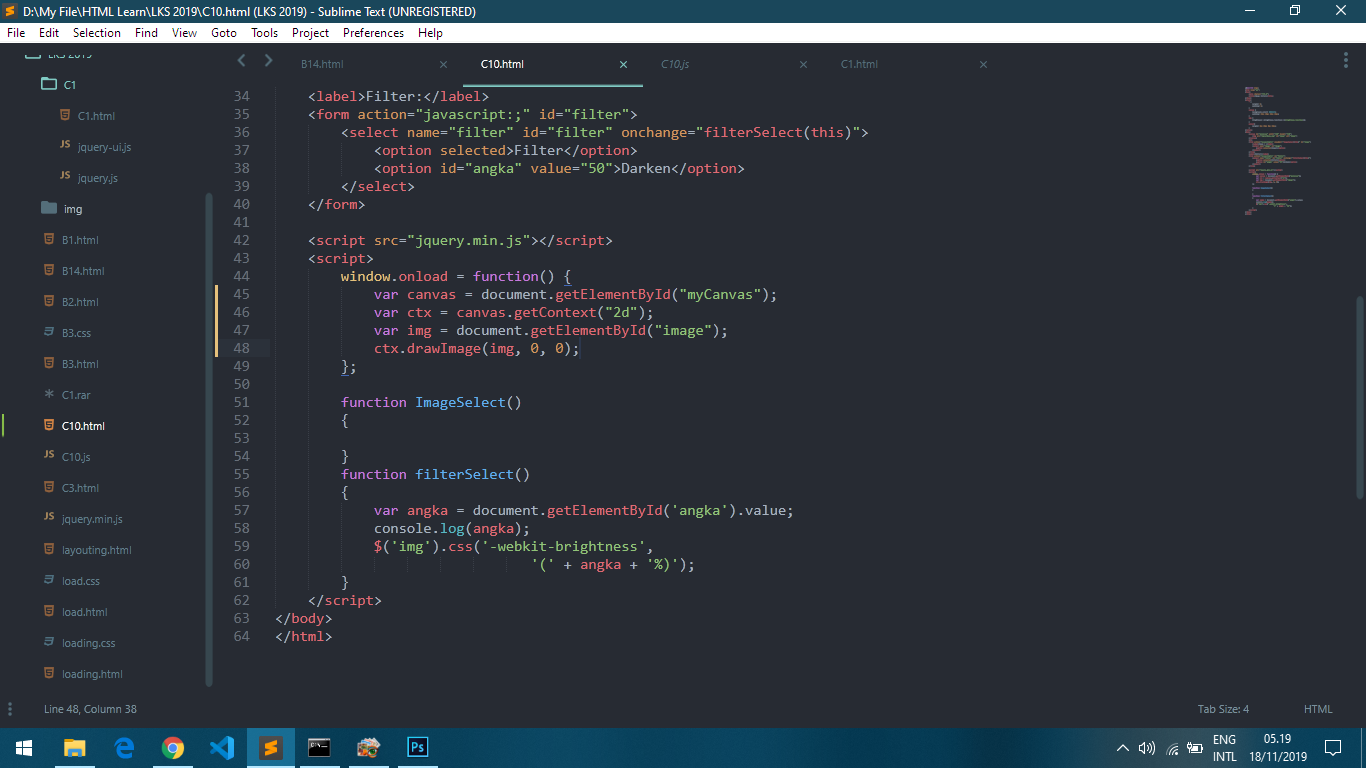 D:\My File\HTML Learn\LKS 2019\C10.html (LKS 2019) - Sublime Text (UNREGISTERED)
File Edit Selection Find View Goto Tools Project Preferences Help
LKS 2019
C1
C1.html
jquery-ui.js
jquery.js
img
B1.html
B14.html
B2.html
B3.css
B3.html
C1.rar
C10.html
C10.js
C3.html
jquery.min.js
layouting.html
load.css
load.html
loading.css
loading.html
B14.html C10.html C10.js C1.html
34 <label>Filter:</label>
35 <form action="javascript:;" id="filter">
36 <select name="filter" id="filter" onchange="filterSelect(this)">
37 <option selected>Filter</option>
38 <option id="angka" value="50">Darken</option>
39 </select>
40 </form>
41
42 <script src="jquery.min.js"></script>
43 <script>
44 window.onload = function() {
45 var canvas = document.getElementById("myCanvas");
46 var ctx = canvas.getContext("2d");
47 var img = document.getElementById("image");
48 ctx.drawImage(img, 0, 0);
49 };
50
51 function ImageSelect()
52 {
53
54 }
55 function filterSelect()
56 {
57 var angka = document.getElementById('angka').value;
58 console.log(angka);
59 $('img').css('-webkit-brightness',
60 '(' + angka + '%)');
61 }
62 </script>
63 </body>
64 </html>
Line 48, Column 38
Tab Size: 4
HTML
Ps
ENG
INTL
05.19
18/11/2019